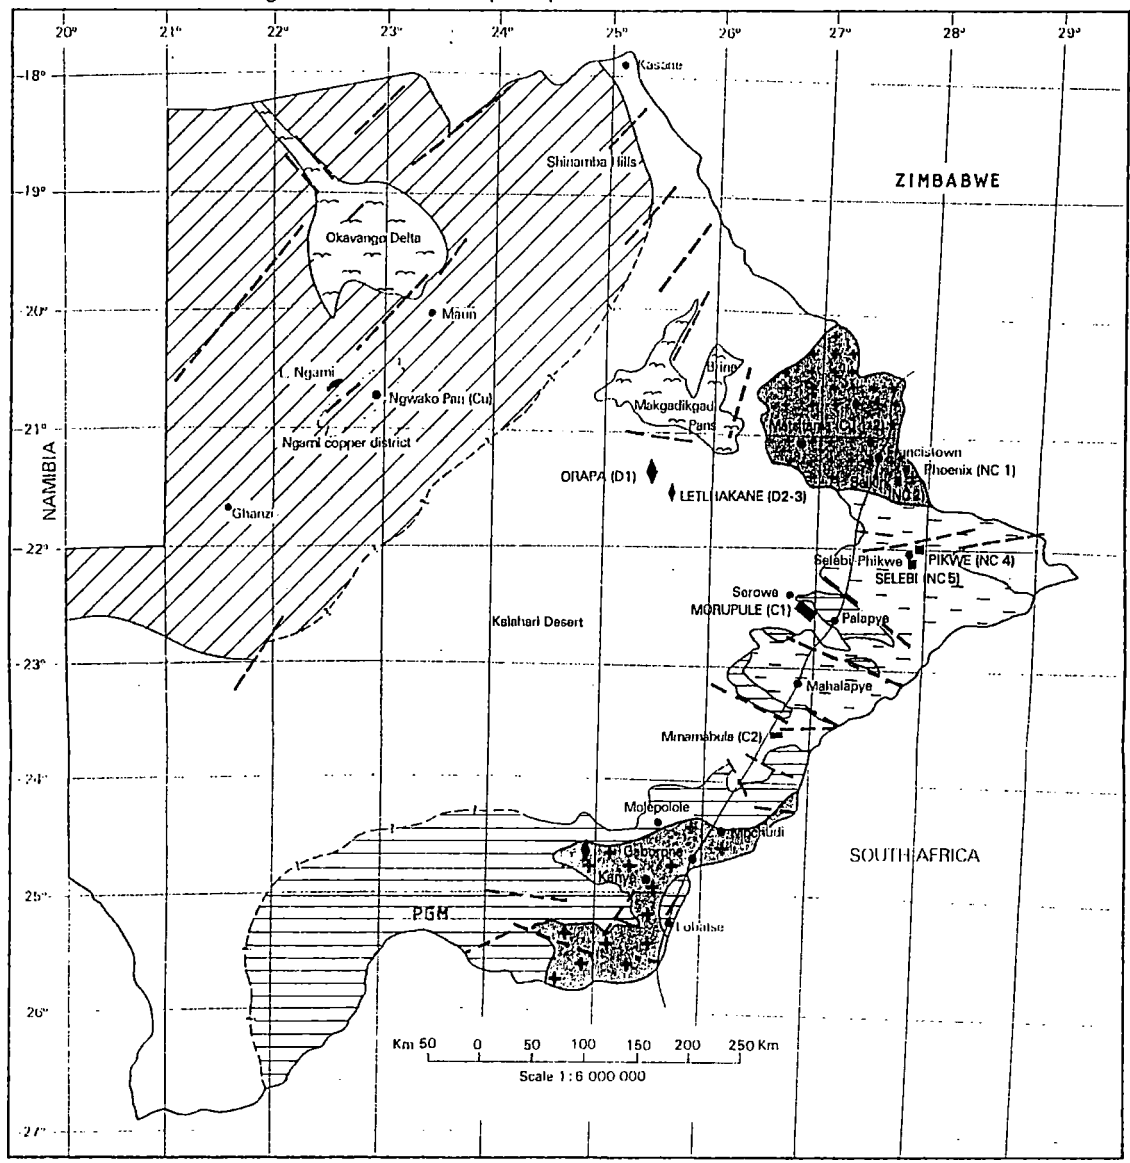 20° 21° 22° 23° 24° 25° 26° 27° 28° 29°
-18°
Kasane
Shinamba Hills
ZIMBABWE
-19°
Okavango Delta
-20°
Maun
L. Ngami
Ngwako Pan (Cu)
Brine
Makgadikgadi
Pans
Ngami copper district
-21°
Francistown
Phoenix (NC 1)
ORAPA (D1)
LETLHAKANE (D2-3)
NAMIBIA
Ghanzi
-22°
Selebi-Phikwe
PIKWE (NC 4)
SELEBI (NC 5)
Serowe
MORUPULE (C1)
Palapye
Kalahari Desert
-23°
Mahalapye
Mmamabula (C2)
-24°
Molepolole
Mochudi
Gaborone
SOUTH AFRICA
Kanye
-25°
PGM
Lobatse
-26°
Km 50 0 50 100 150 200 250 Km
Scale 1:6 000 000
-27°